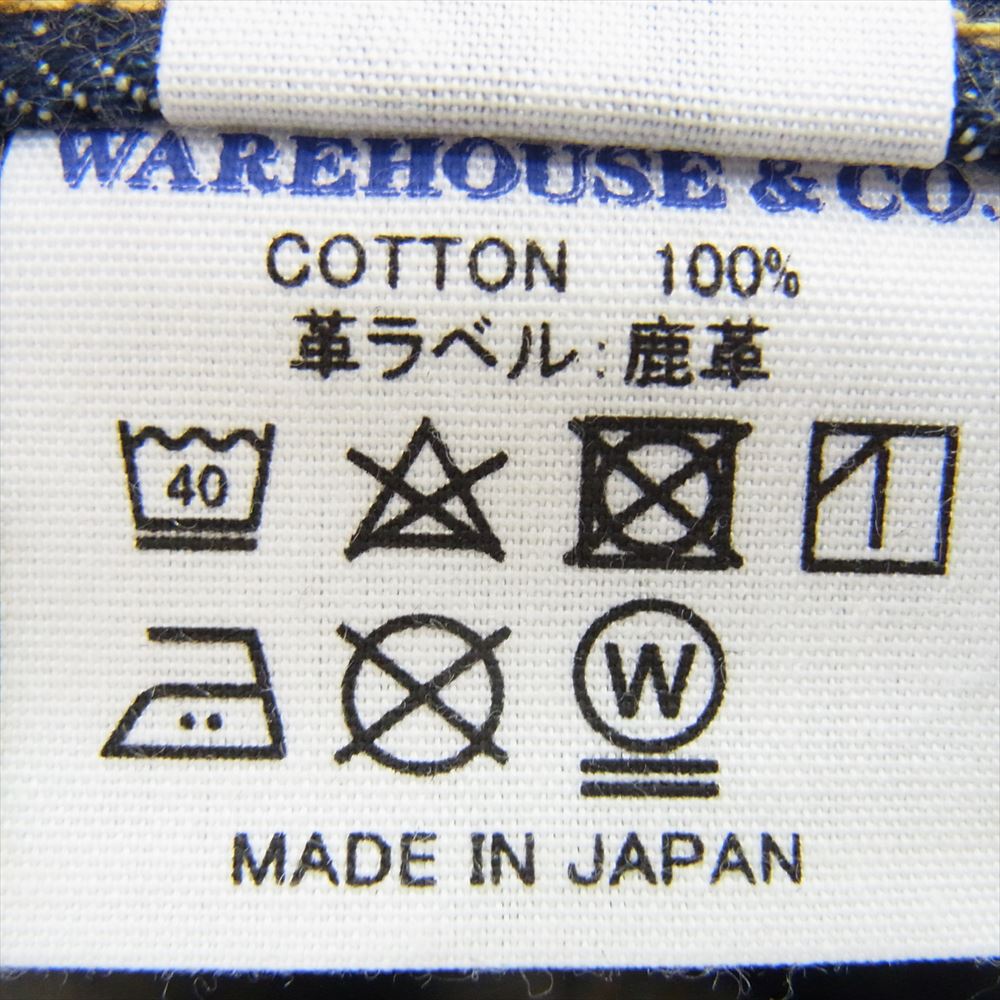 WAREHOUSE & CO.
COTTON 100%
革ラベル:鹿革
40
W
MADE IN JAPAN